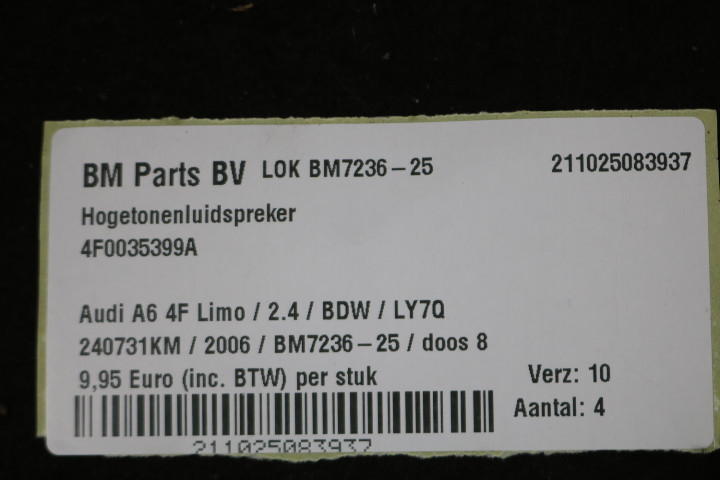 BM Parts BV LOK BM7236-25 211025083937
Hogetonenluidspreker
4F0035399A
Audi A6 4F Limo / 2.4 / BDW / LY7Q
240731KM / 2006 / BM7236-25 / doos 8
9,95 Euro (inc. BTW) per stuk Verz: 10
Aantal: 4
211025083937